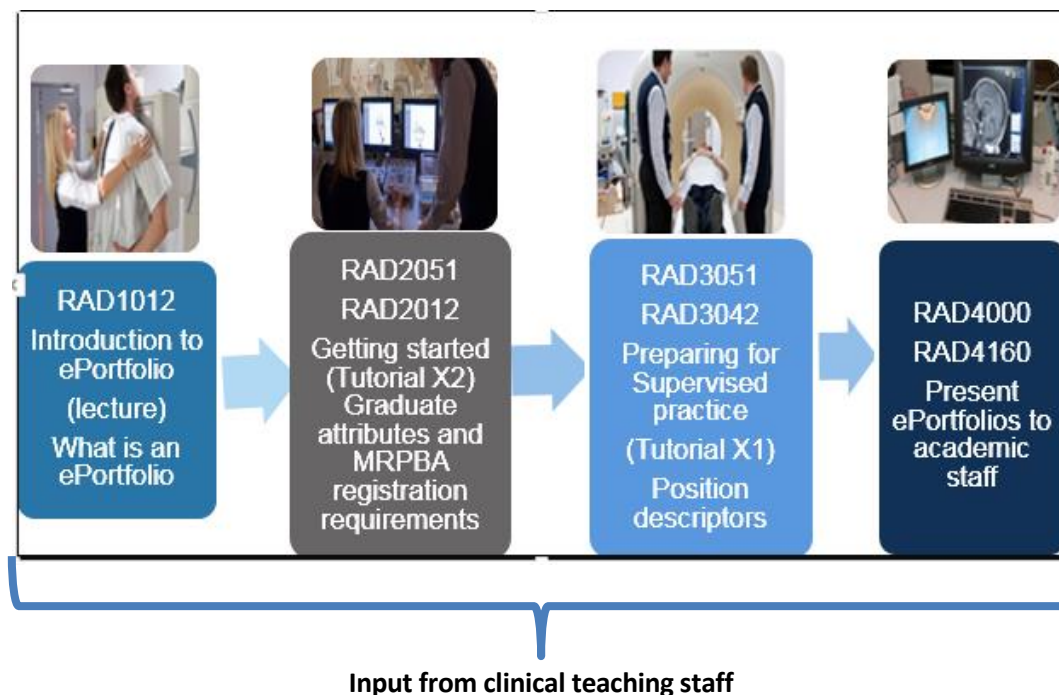 RAD1012
Introduction to
ePortfolio
(lecture)
What is an
ePortfolio
RAD2051
RAD2012
Getting started
(Tutorial X2)
Graduate
attributes and
MRPBA
registration
requirements
RAD3051
RAD3042
Preparing for
Supervised
practice
(Tutorial X1)
Position
descriptors
RAD4000
RAD4160
Present
ePortfolios to
academic
staff
Input from clinical teaching staff